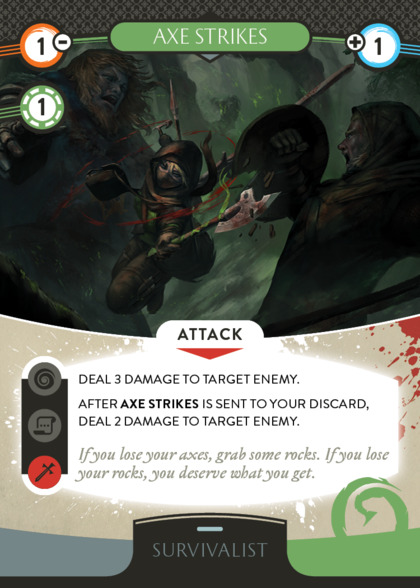 AXE STRIKES
1 -
+ 1
1
ATTACK
DEAL 3 DAMAGE TO TARGET ENEMY.
AFTER AXE STRIKES IS SENT TO YOUR DISCARD,
DEAL 2 DAMAGE TO TARGET ENEMY.
If you lose your axes, grab some rocks. If you lose
your rocks, you deserve what you get.
SURVIVALIST